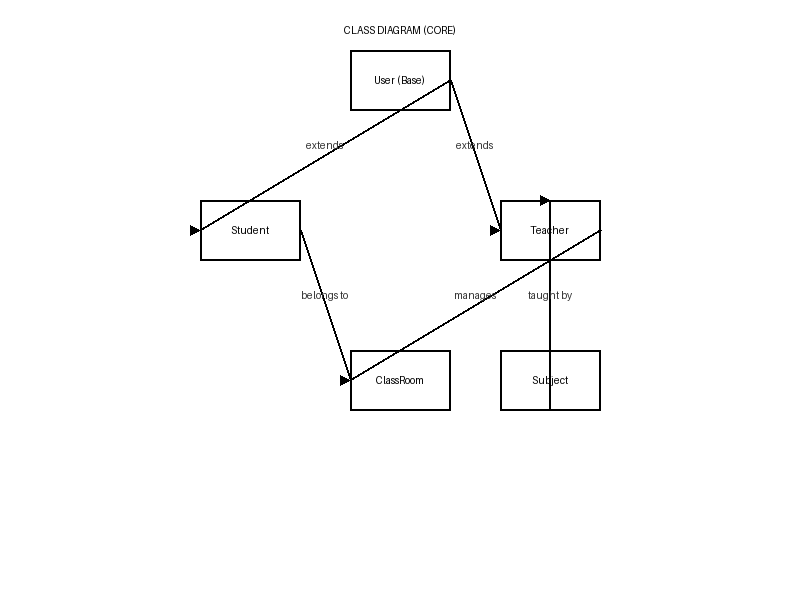 CLASS DIAGRAM (CORE)
User (Base)
extends
extends
Student
Teacher
belongs to
manages
taught by
ClassRoom
Subject